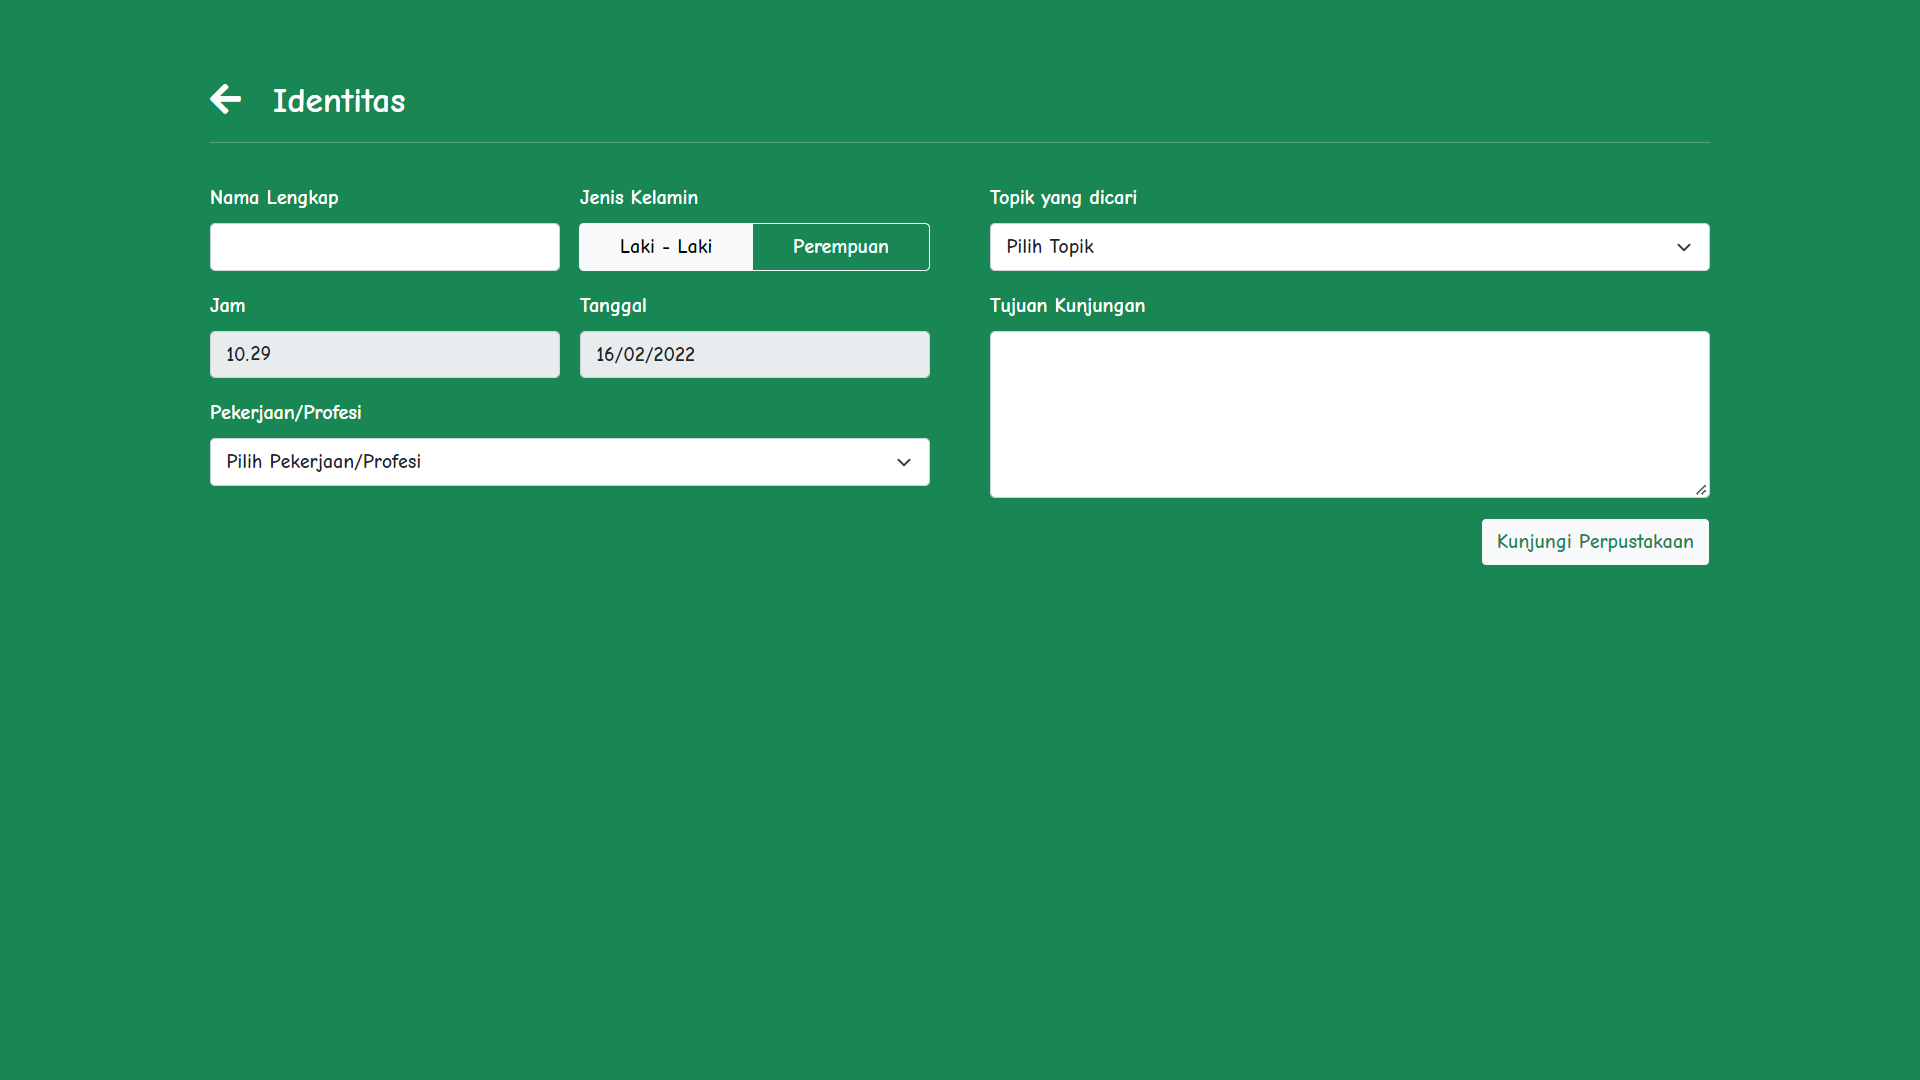 Identitas
Nama Lengkap
Jenis Kelamin
Laki - Laki
Perempuan
Jam
10.29
Tanggal
16/02/2022
Pekerjaan/Profesi
Pilih Pekerjaan/Profesi
Topik yang dicari
Pilih Topik
Tujuan Kunjungan
Kunjungi Perpustakaan